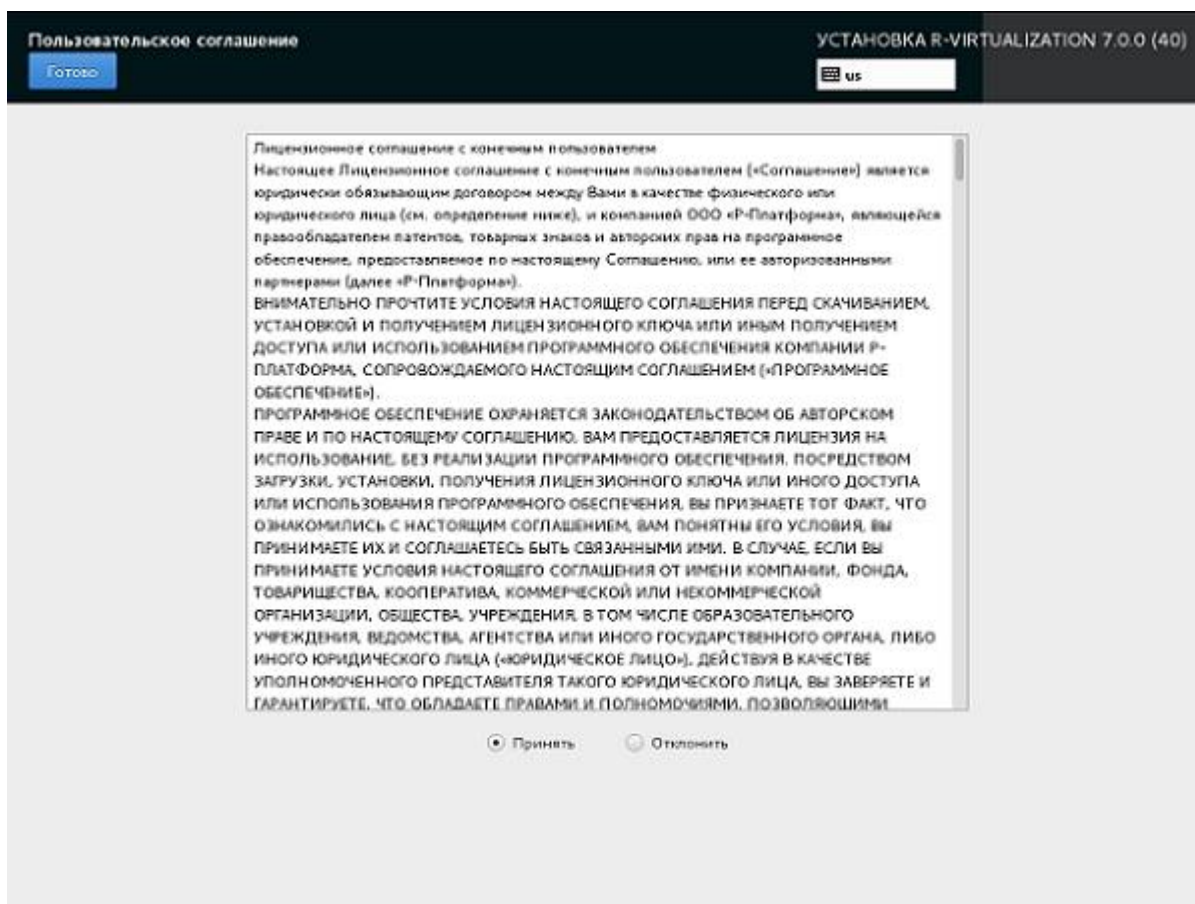 Пользовательское соглашение
УСТАНОВКА R-VIRTUALIZATION 7.0.0 (40)
Готово
us
Лицензионное соглашение с конечным пользователем
Настоящее Лицензионное соглашение с конечным пользователем («Соглашение») является
юридически обязывающим договором между Вами в качестве физического или
юридического лица (см. определение ниже), и компанией ООО «Р-Платформа», являющейся
правообладателем патентов, товарных знаков и авторских прав на программное
обеспечение, предоставляемое по настоящему Соглашению, или ее авторизованными
партнерами (далее «Р-Платформа»).
ВНИМАТЕЛЬНО ПРОЧТИТЕ УСЛОВИЯ НАСТОЯЩЕГО СОГЛАШЕНИЯ ПЕРЕД СКАЧИВАНИЕМ,
УСТАНОВКОЙ И ПОЛУЧЕНИЕМ ЛИЦЕНЗИОННОГО КЛЮЧА ИЛИ ИНЫМ ПОЛУЧЕНИЕМ
ДОСТУПА ИЛИ ИСПОЛЬЗОВАНИЕМ ПРОГРАММНОГО ОБЕСПЕЧЕНИЯ КОМПАНИИ Р-
ПЛАТФОРМА, СОПРОВОЖДАЕМОГО НАСТОЯЩИМ СОГЛАШЕНИЕМ («ПРОГРАММНОЕ
ОБЕСПЕЧЕНИЕ»).
ПРОГРАММНОЕ ОБЕСПЕЧЕНИЕ ОХРАНЯЕТСЯ ЗАКОНОДАТЕЛЬСТВОМ ОБ АВТОРСКОМ
ПРАВЕ И ПО НАСТОЯЩЕМУ СОГЛАШЕНИЮ, ВАМ ПРЕДОСТАВЛЯЕТСЯ ЛИЦЕНЗИЯ НА
ИСПОЛЬЗОВАНИЕ, БЕЗ РЕАЛИЗАЦИИ ПРОГРАММНОГО ОБЕСПЕЧЕНИЯ. ПОСРЕДСТВОМ
ЗАГРУЗКИ, УСТАНОВКИ, ПОЛУЧЕНИЯ ЛИЦЕНЗИОННОГО КЛЮЧА ИЛИ ИНОГО ДОСТУПА
ИЛИ ИСПОЛЬЗОВАНИЯ ПРОГРАММНОГО ОБЕСПЕЧЕНИЯ, ВЫ ПРИЗНАЕТЕ ТОТ ФАКТ, ЧТО
ОЗНАКОМИЛИСЬ С НАСТОЯЩИМ СОГЛАШЕНИЕМ, ВАМ ПОНЯТНЫ ЕГО УСЛОВИЯ, ВЫ
ПРИНИМАЕТЕ ИХ И СОГЛАШАЕТЕСЬ БЫТЬ СВЯЗАННЫМИ ИМИ. В СЛУЧАЕ, ЕСЛИ ВЫ
ПРИНИМАЕТЕ УСЛОВИЯ НАСТОЯЩЕГО СОГЛАШЕНИЯ ОТ ИМЕНИ КОМПАНИИ, ФОНДА,
ТОВАРИЩЕСТВА, КООПЕРАТИВА, КОММЕРЧЕСКОЙ ИЛИ НЕКОММЕРЧЕСКОЙ
ОРГАНИЗАЦИИ, ОБЩЕСТВА, УЧРЕЖДЕНИЯ, В ТОМ ЧИСЛЕ ОБРАЗОВАТЕЛЬНОГО
УЧРЕЖДЕНИЯ, ВЕДОМСТВА, АГЕНТСТВА ИЛИ ИНОГО ГОСУДАРСТВЕННОГО ОРГАНА, ЛИБО
ИНОГО ЮРИДИЧЕСКОГО ЛИЦА («ЮРИДИЧЕСКОЕ ЛИЦО»), ДЕЙСТВУЯ В КАЧЕСТВЕ
УПОЛНОМОЧЕННОГО ПРЕДСТАВИТЕЛЯ ТАКОГО ЮРИДИЧЕСКОГО ЛИЦА, ВЫ ЗАВЕРЯЕТЕ И
ГАРАНТИРУЕТЕ, ЧТО ОБЛАДАЕТЕ ПРАВАМИ И ПОЛНОМОЧИЯМИ, ПОЗВОЛЯЮЩИМИ
Принять
Отклонить